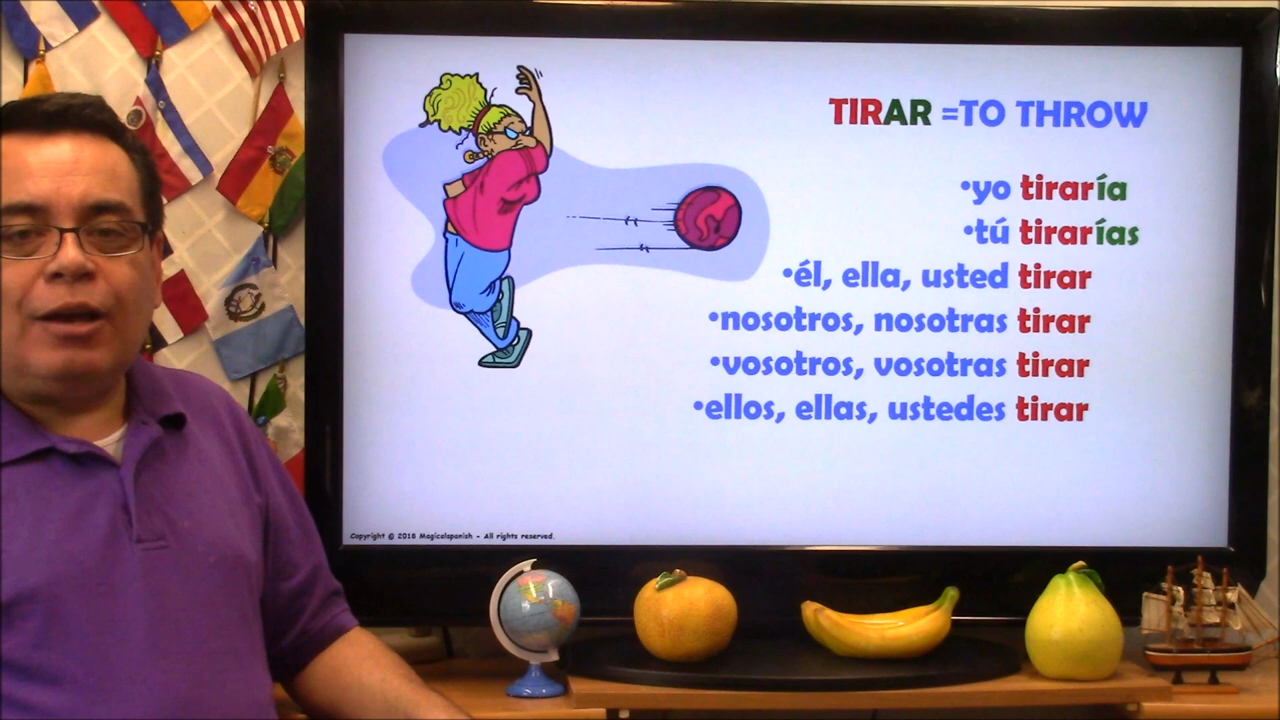 TIRAR =TO THROW
•yo tiraría
•tú tirarías
•él, ella, usted tirar
•nosotros, nosotras tirar
•vosotros, vosotras tirar
•ellos, ellas, ustedes tirar
Copyright © 2016 Magicalspanish - All rights reserved.